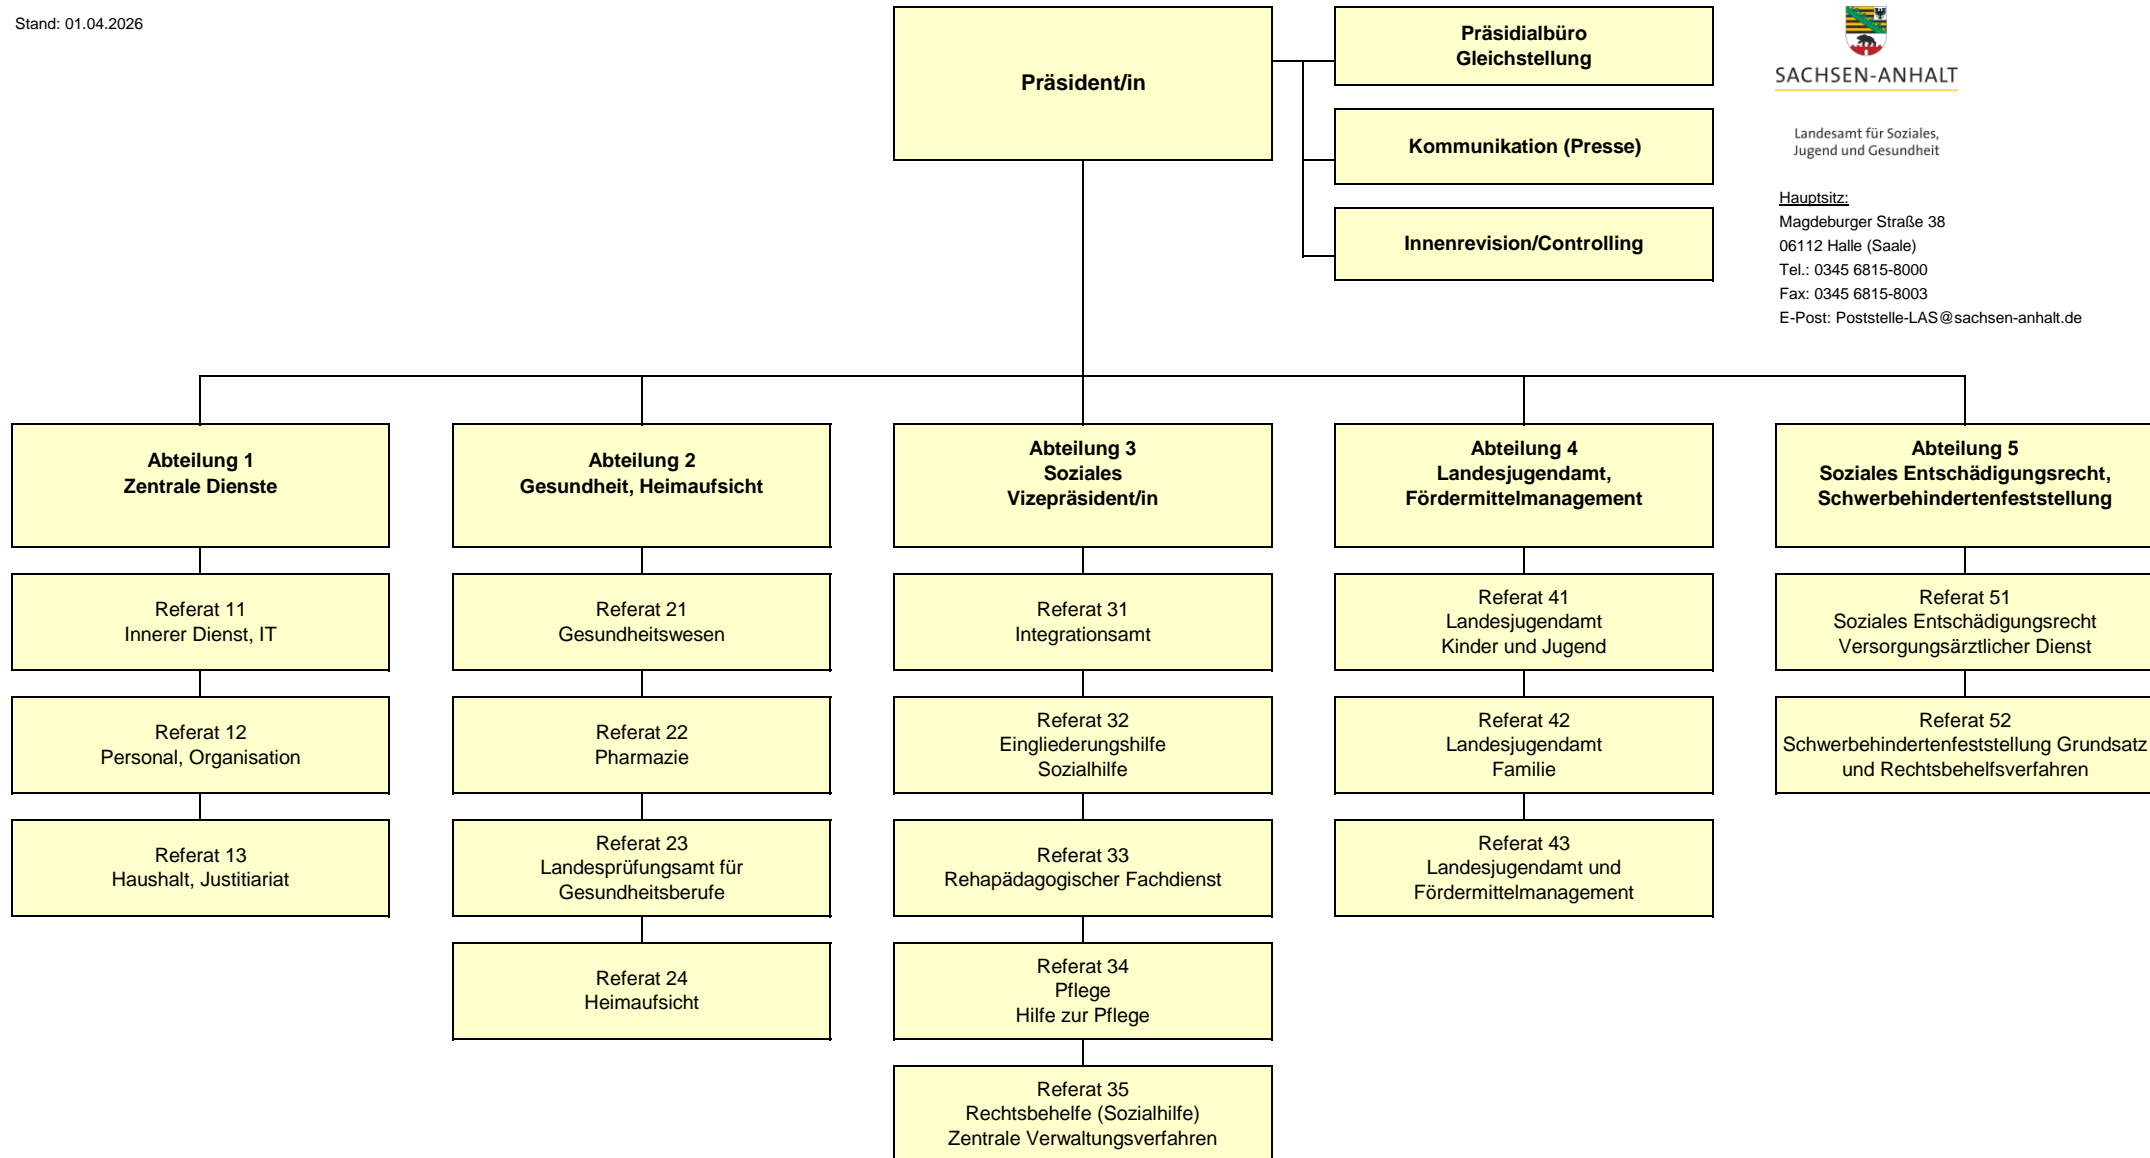 Stand: 01.04.2026
Präsident/in
Präsidialbüro
Gleichstellung
Kommunikation (Presse)
Innenrevision/Controlling
SACHSEN-ANHALT
Landesamt für Soziales,
Jugend und Gesundheit
Hauptsitz:
Magdeburger Straße 38
06112 Halle (Saale)
Tel.: 0345 6815-8000
Fax: 0345 6815-8003
E-Post: Poststelle-LAS@sachsen-anhalt.de
Abteilung 1
Zentrale Dienste
Referat 11
Innerer Dienst, IT
Referat 12
Personal, Organisation
Referat 13
Haushalt, Justitiariat
Abteilung 2
Gesundheit, Heimaufsicht
Referat 21
Gesundheitswesen
Referat 22
Pharmazie
Referat 23
Landesprüfungsamt für
Gesundheitsberufe
Referat 24
Heimaufsicht
Abteilung 3
Soziales
Vizepräsident/in
Referat 31
Integrationsamt
Referat 32
Eingliederungshilfe
Sozialhilfe
Referat 33
Rehapädagogischer Fachdienst
Referat 34
Pflege
Hilfe zur Pflege
Referat 35
Rechtsbehelfe (Sozialhilfe)
Zentrale Verwaltungsverfahren
Abteilung 4
Landesjugendamt,
Fördermittelmanagement
Referat 41
Landesjugendamt
Kinder und Jugend
Referat 42
Landesjugendamt
Familie
Referat 43
Landesjugendamt und
Fördermittelmanagement
Abteilung 5
Soziales Entschädigungsrecht,
Schwerbehindertenfeststellung
Referat 51
Soziales Entschädigungsrecht
Versorgungsärztlicher Dienst
Referat 52
Schwerbehindertenfeststellung Grundsatz
und Rechtsbehelfsverfahren